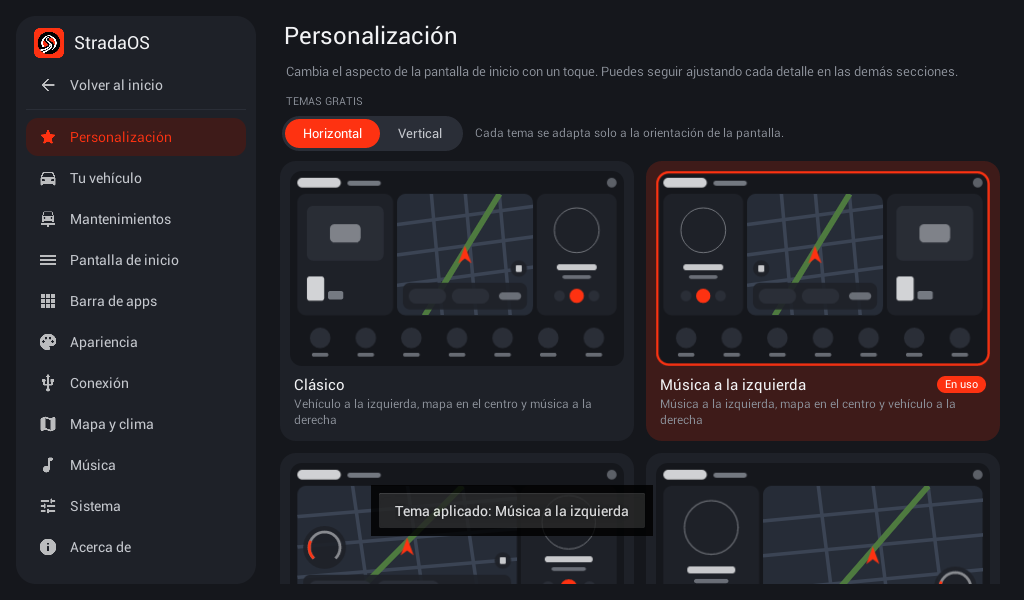 StradaOS
Volver al inicio
Personalización
Tu vehículo
Mantenimientos
Pantalla de inicio
Barra de apps
Apariencia
Conexión
Mapa y clima
Música
Sistema
Acerca de
Personalización
Cambia el aspecto de la pantalla de inicio con un toque. Puedes seguir ajustando cada detalle en las demás secciones.
TEMAS GRATIS
Horizontal
Vertical
Cada tema se adapta solo a la orientación de la pantalla.
Clásico
Vehículo a la izquierda, mapa en el centro y música a la
derecha
Música a la izquierda
En uso
Música a la izquierda, mapa en el centro y vehículo a la
derecha
Tema aplicado: Música a la izquierda